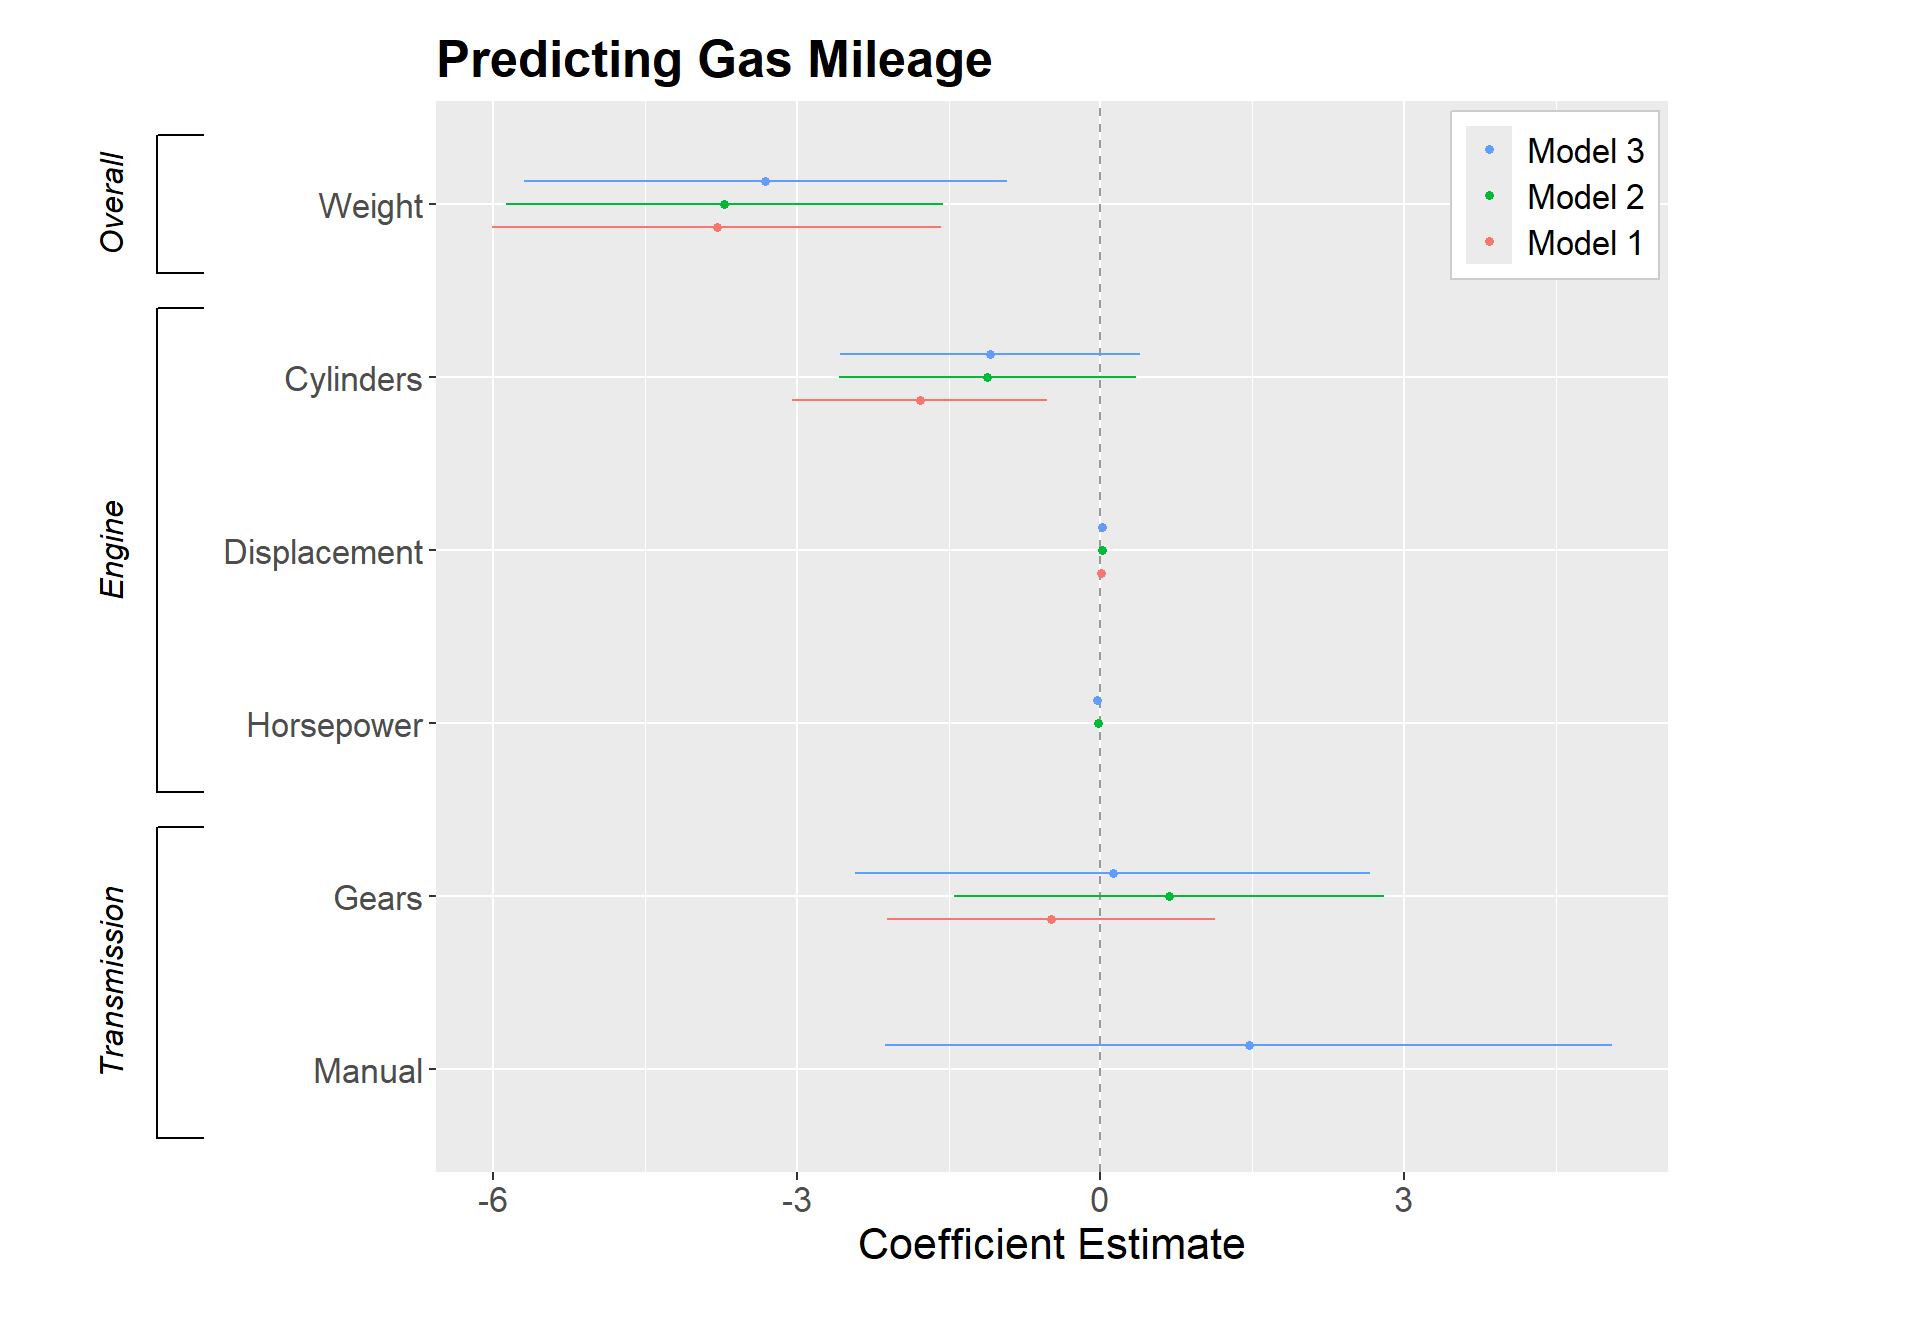 Predicting Gas Mileage
Model 3
Model 2
Model 1
Overall
Weight
Engine
Cylinders
Displacement
Horsepower
Transmission
Gears
Manual
-6 -3 0 3
Coefficient Estimate